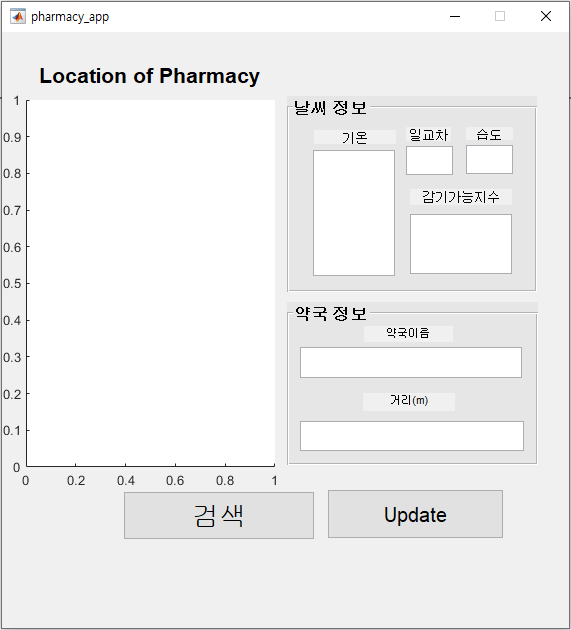 pharmacy_app
Location of Pharmacy
1
0.9
0.8
0.7
0.6
0.5
0.4
0.3
0.2
0.1
0
0 0.2 0.4 0.6 0.8 1
날씨 정보
기온 일교차 습도
감기가능지수
약국 정보
약국이름
거리(m)
검색 Update